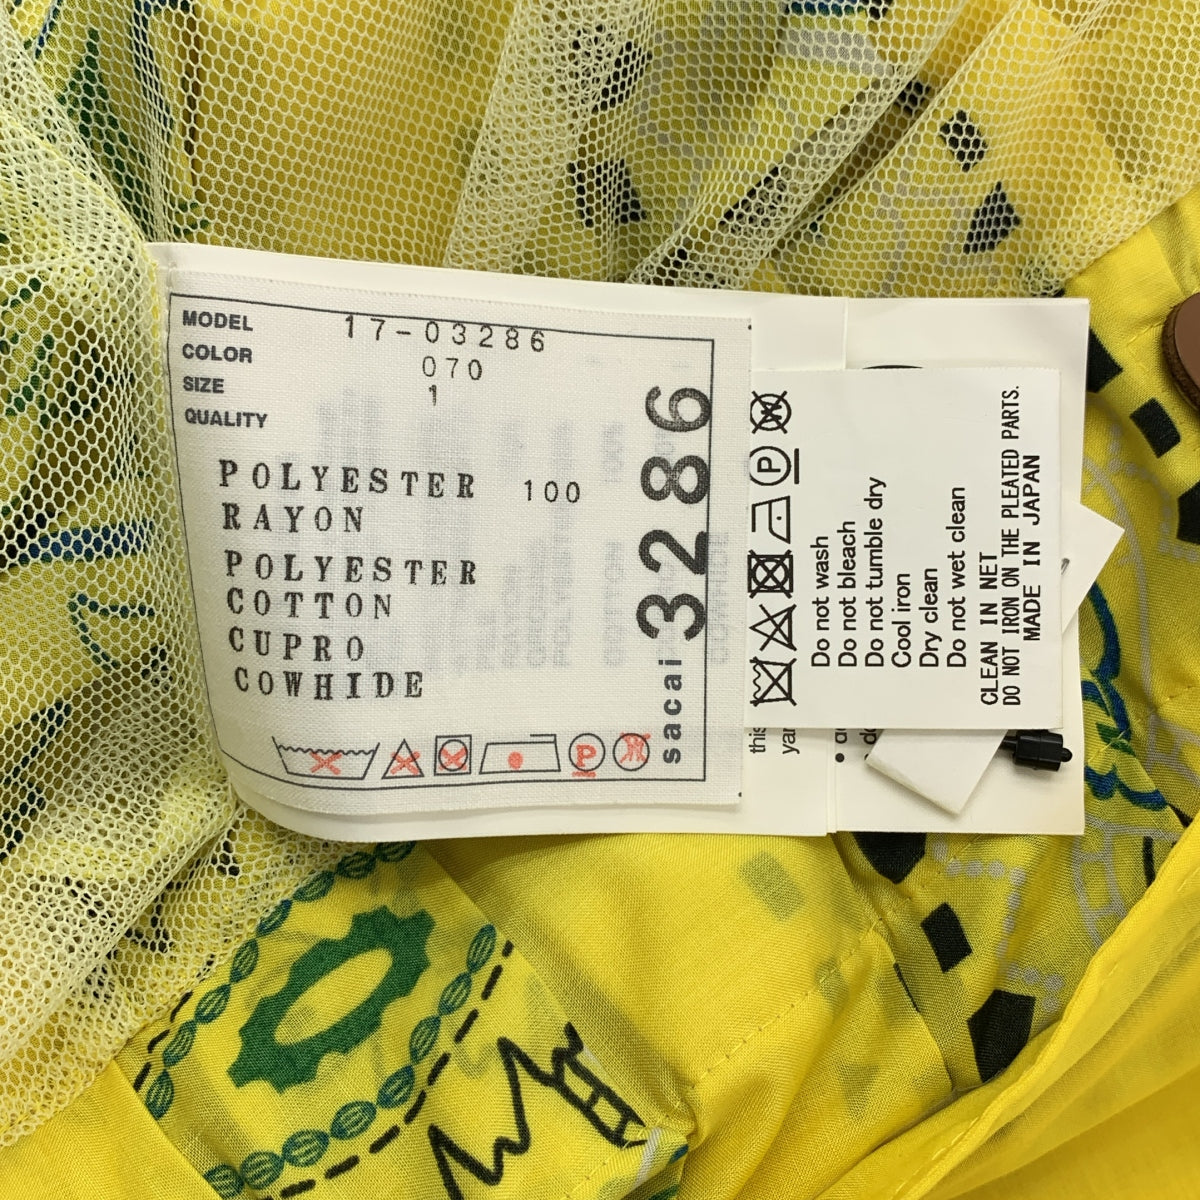 MODEL 17-03286
COLOR 070
SIZE 1
QUALITY
POLYESTER 100
RAYON
POLYESTER
COTTON
CUPRO
COWHIDE
P
sacai 3286
W
P
Do not wash
Do not bleach
Do not tumble dry
Cool iron
Dry clean
Do not wet clean
CLEAN IN NET
DO NOT IRON ON THE PLEATED PARTS.
MADE IN JAPAN